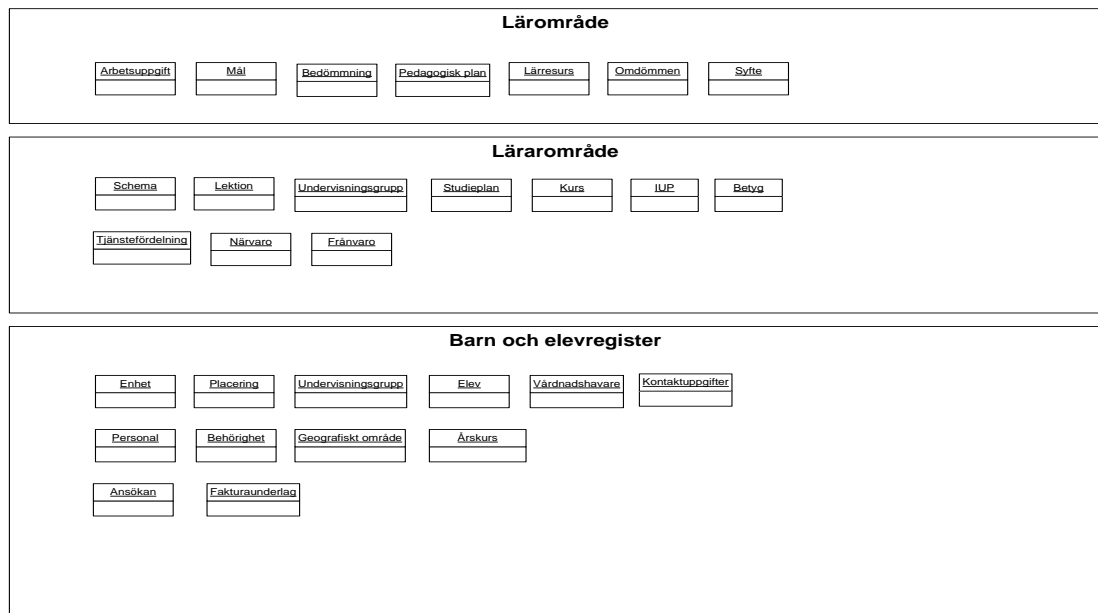 Lärområde
Arbetsuppgift Mål Bedömmning Pedagogisk plan Lärresurs Omdömmen Syfte
Lärarområde
Schema Lektion Undervisningsgrupp Studieplan Kurs IUP Betyg
Tjänstefördelning Närvaro Frånvaro
Barn och elevregister
Enhet Placering Undervisningsgrupp Elev Vårdnadshavare Kontaktuppgifter
Personal Behörighet Geografiskt område Årskurs
Ansökan Fakturaunderlag